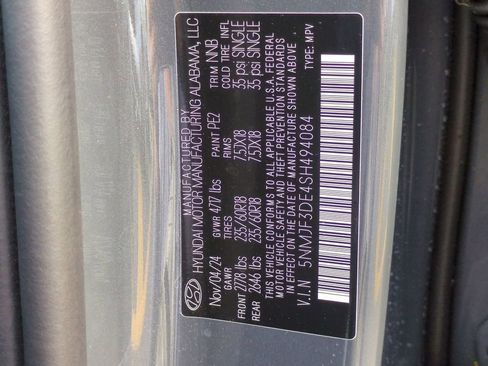 MANUFACTURED BY
HYUNDAI MOTOR MANUFACTURING ALABAMA, LLC
Nov/04/24 PAINT PE2 TRIM NNB
GVWR 4717 lbs
GAWR TIRES RIMS COLD TIRE INFL
FRONT 2778 lbs 235/60R18 7.5JX18 35 psi SINGLE
REAR 2646 lbs 235/60R18 7.5JX18 35 psi SINGLE
THIS VEHICLE CONFORMS TO ALL APPLICABLE U.S.A. FEDERAL
MOTOR VEHICLE SAFETY AND THEFT PREVENTION STANDARDS
IN EFFECT ON THE DATE OF MANUFACTURE SHOWN ABOVE
V.I.N 5NMJF3DE4SH494084 TYPE: MPV